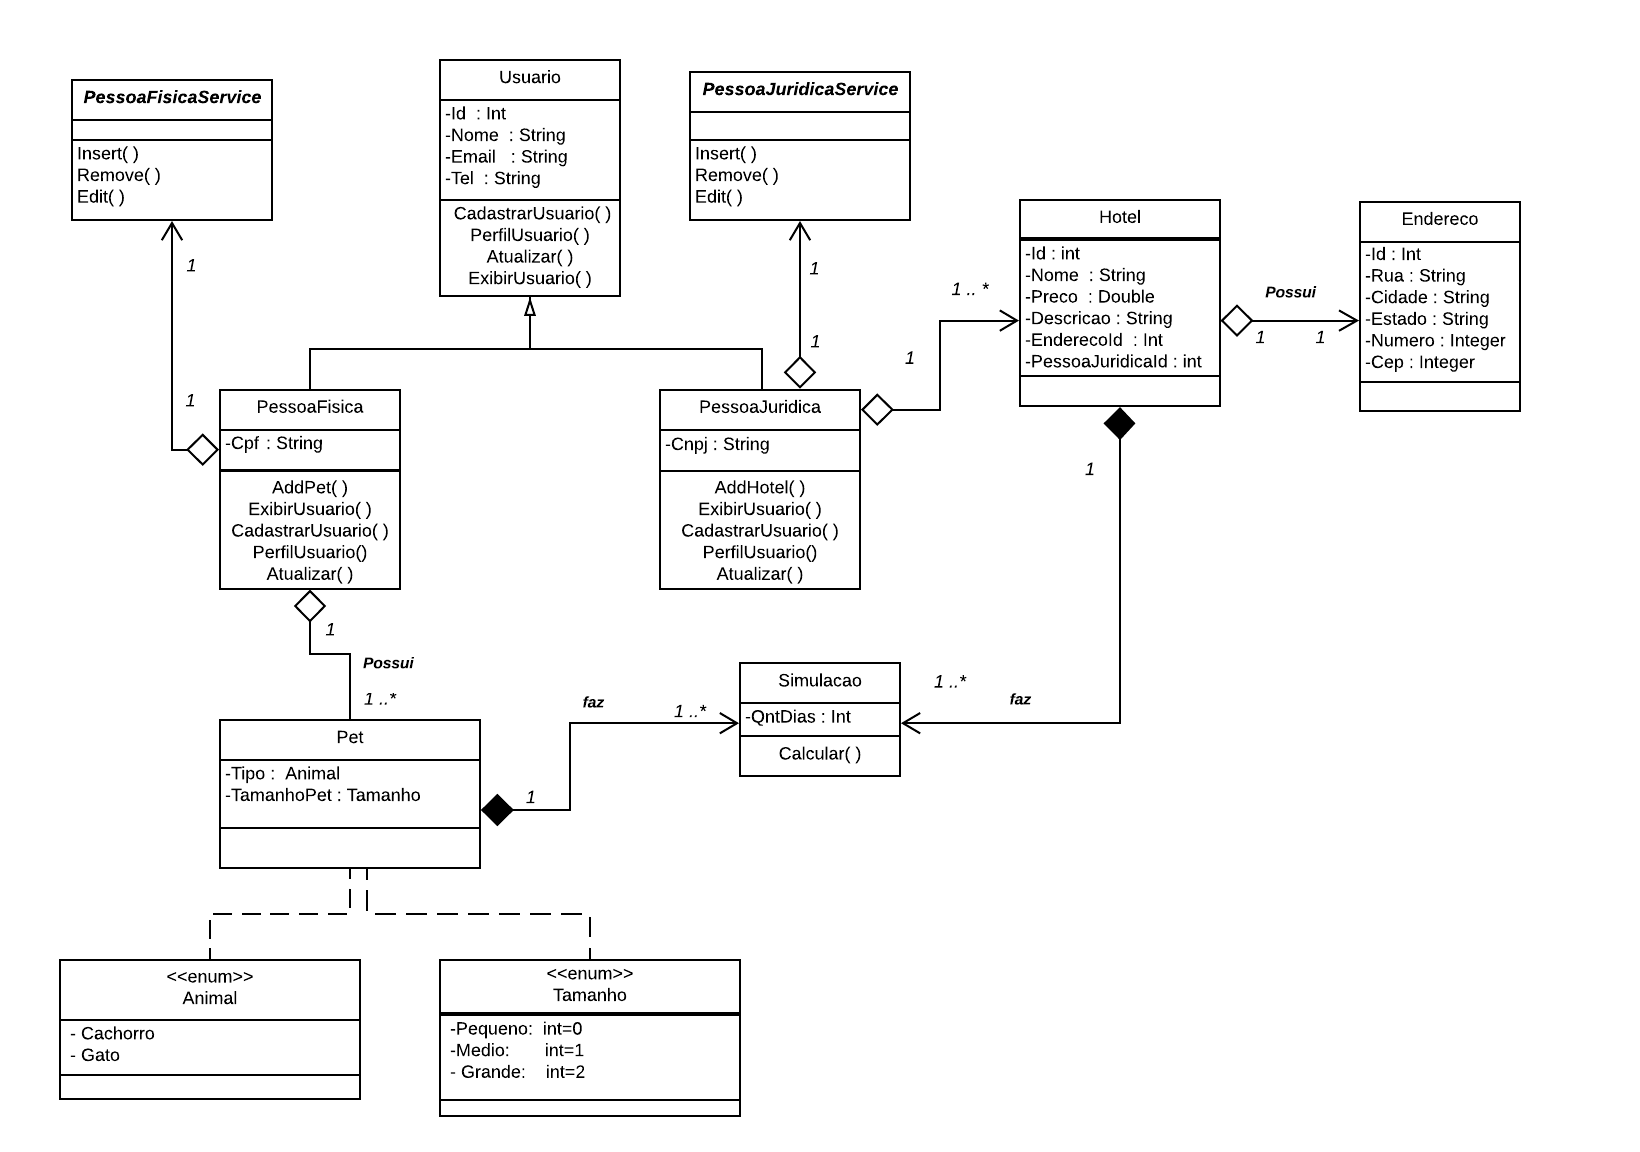 PessoaFisicaService
Insert( )
Remove( )
Edit( )
Usuario
-Id : Int
-Nome : String
-Email : String
-Tel : String
CadastrarUsuario( )
PerfilUsuario( )
Atualizar( )
ExibirUsuario( )
PessoaJuridicaService
Insert( )
Remove( )
Edit( )
Hotel
-Id : int
-Nome : String
-Preco : Double
-Descricao : String
-EnderecoId : Int
-PessoaJuridicaId : int
Endereco
-Id : Int
-Rua : String
-Cidade : String
-Estado : String
-Numero : Integer
-Cep : Integer
1
1
1
1
1 .. *
1
Possui
1
1
PessoaFisica
-Cpf : String
AddPet( )
ExibirUsuario( )
CadastrarUsuario( )
PerfilUsuario()
Atualizar( )
PessoaJuridica
-Cnpj : String
AddHotel( )
ExibirUsuario( )
CadastrarUsuario( )
PerfilUsuario()
Atualizar( )
1
1
Possui
1 ..*
faz
1 ..*
1
Simulacao
-QntDias : Int
Calcular( )
1 ..*
faz
Pet
-Tipo : Animal
-TamanhoPet : Tamanho
<<enum>>
Animal
- Cachorro
- Gato
<<enum>>
Tamanho
-Pequeno: int=0
-Medio: int=1
- Grande: int=2